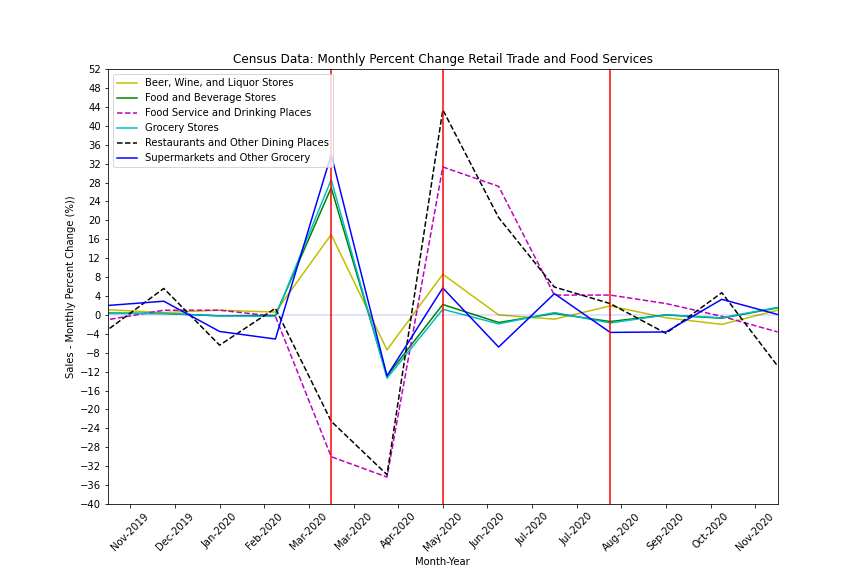 Census Data: Monthly Percent Change Retail Trade and Food Services
52
48
44
40
36
32
28
24
20
16
12
8
4
0
−4
−8
−12
−16
−20
−24
−28
−32
−36
−40
Sales - Monthly Percent Change (%))
Beer, Wine, and Liquor Stores
Food and Beverage Stores
Food Service and Drinking Places
Grocery Stores
Restaurants and Other Dining Places
Supermarkets and Other Grocery
Nov-2019
Dec-2019
Jan-2020
Feb-2020
Mar-2020
Mar-2020
Apr-2020
May-2020
Jun-2020
Jul-2020
Jul-2020
Aug-2020
Sep-2020
Oct-2020
Nov-2020
Month-Year